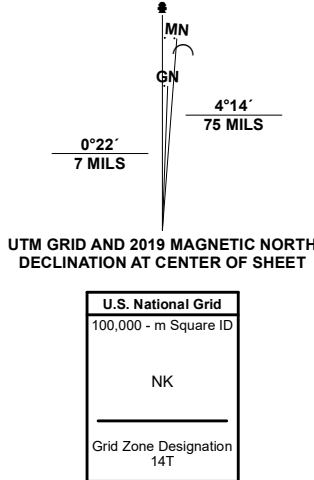 MN
GN
4°14´
75 MILS
0°22´
7 MILS
UTM GRID AND 2019 MAGNETIC NORTH
DECLINATION AT CENTER OF SHEET
U.S. National Grid
100,000 - m Square ID
NK
Grid Zone Designation
14T